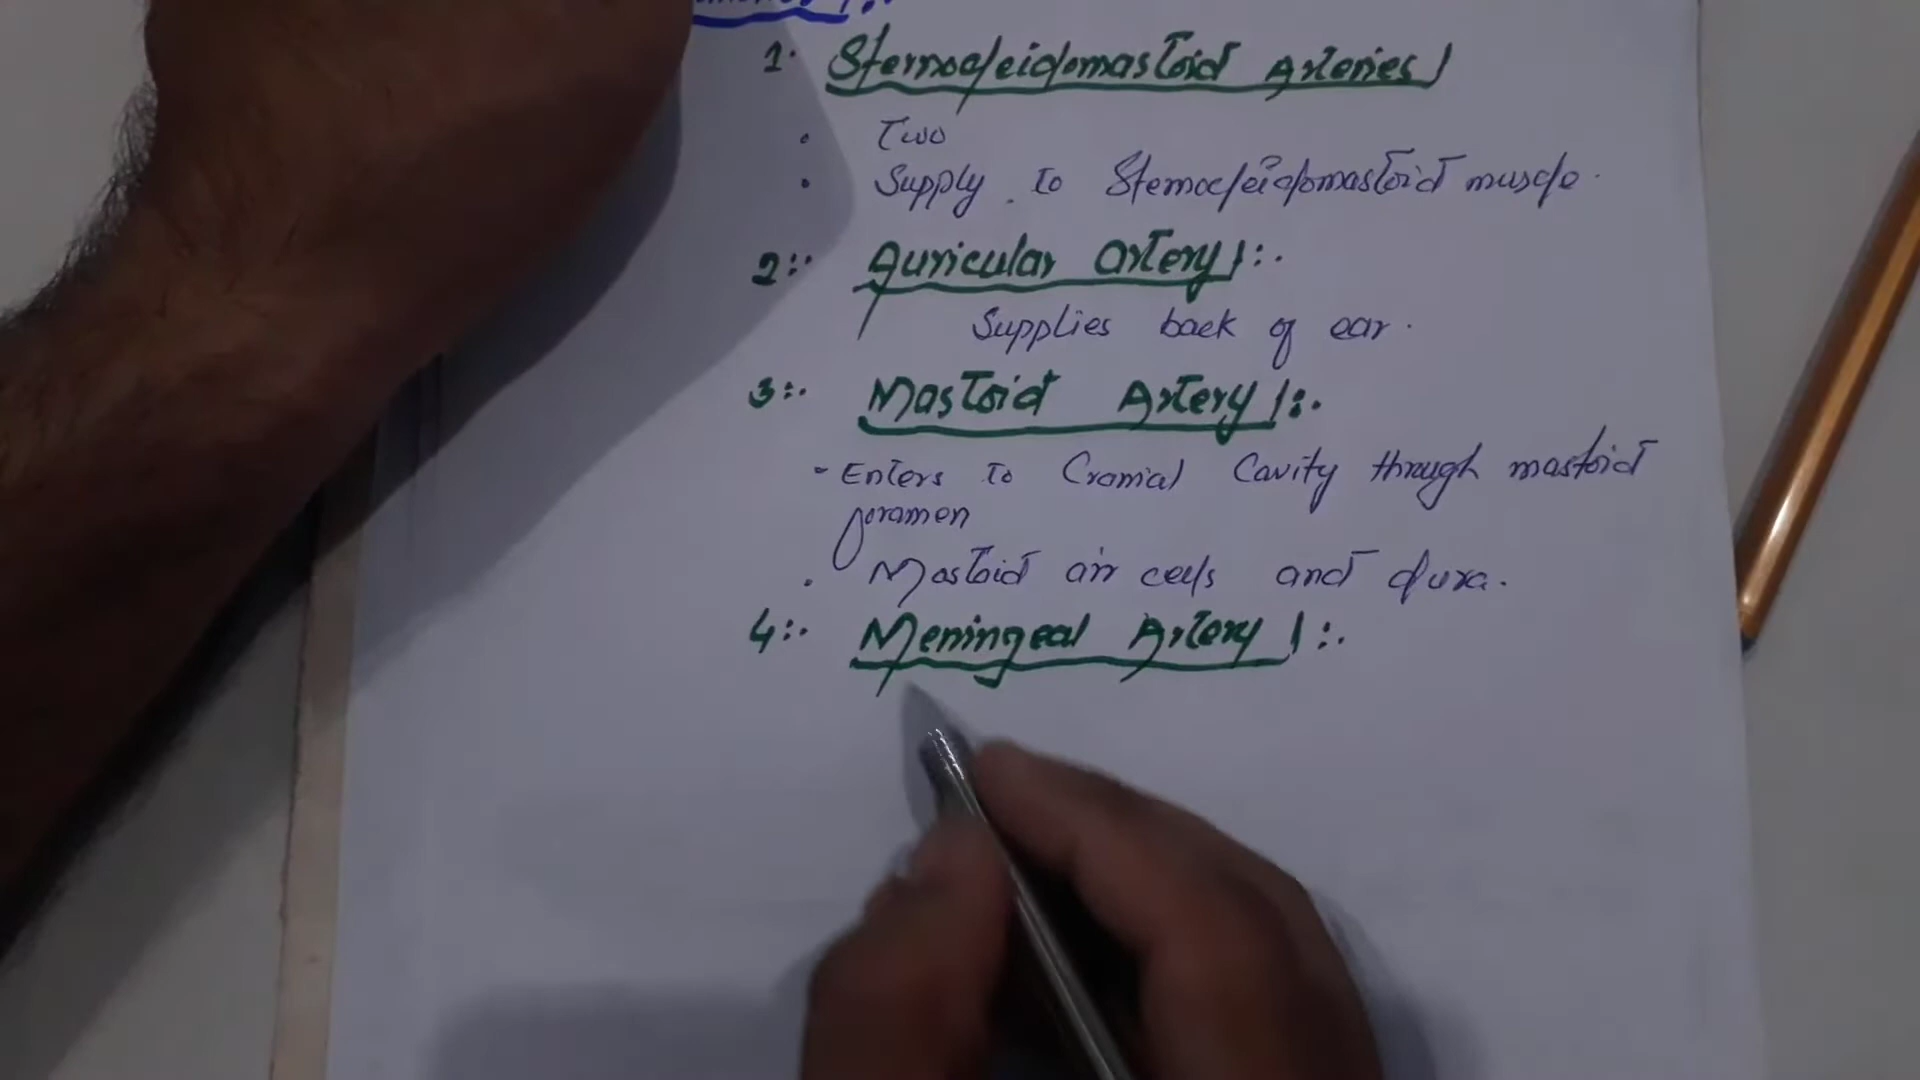 1. Sternocleidomastoid Arteries
• Two
• Supply to Sternocleidomastoid muscle.
2:. Auricular artery:.
Supplies back of ear.
3:. Mastoid Artery:.
- Enters to Cranial Cavity through mastoid
foramen
. Mastoid air cells and dura.
4:. Meningeal Artery:.